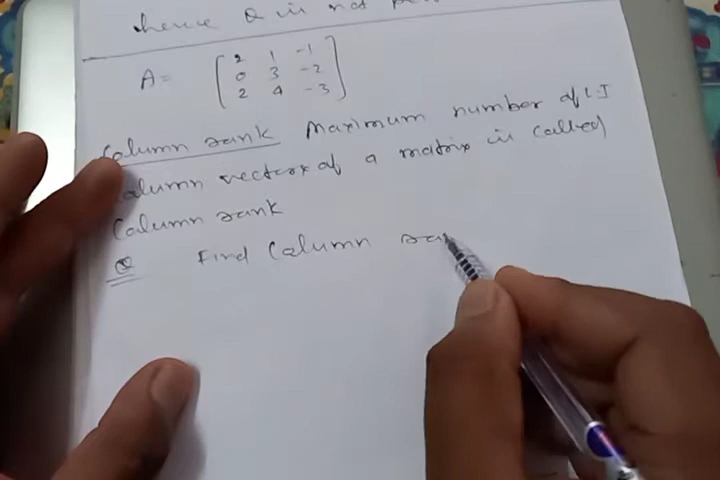 hence Q is not
A = [ 2 1 -1
0 3 -2
2 4 -3 ]
Column rank Maximum number of L.I
Column vector of a matrix is called
Column rank
Q Find Column ran